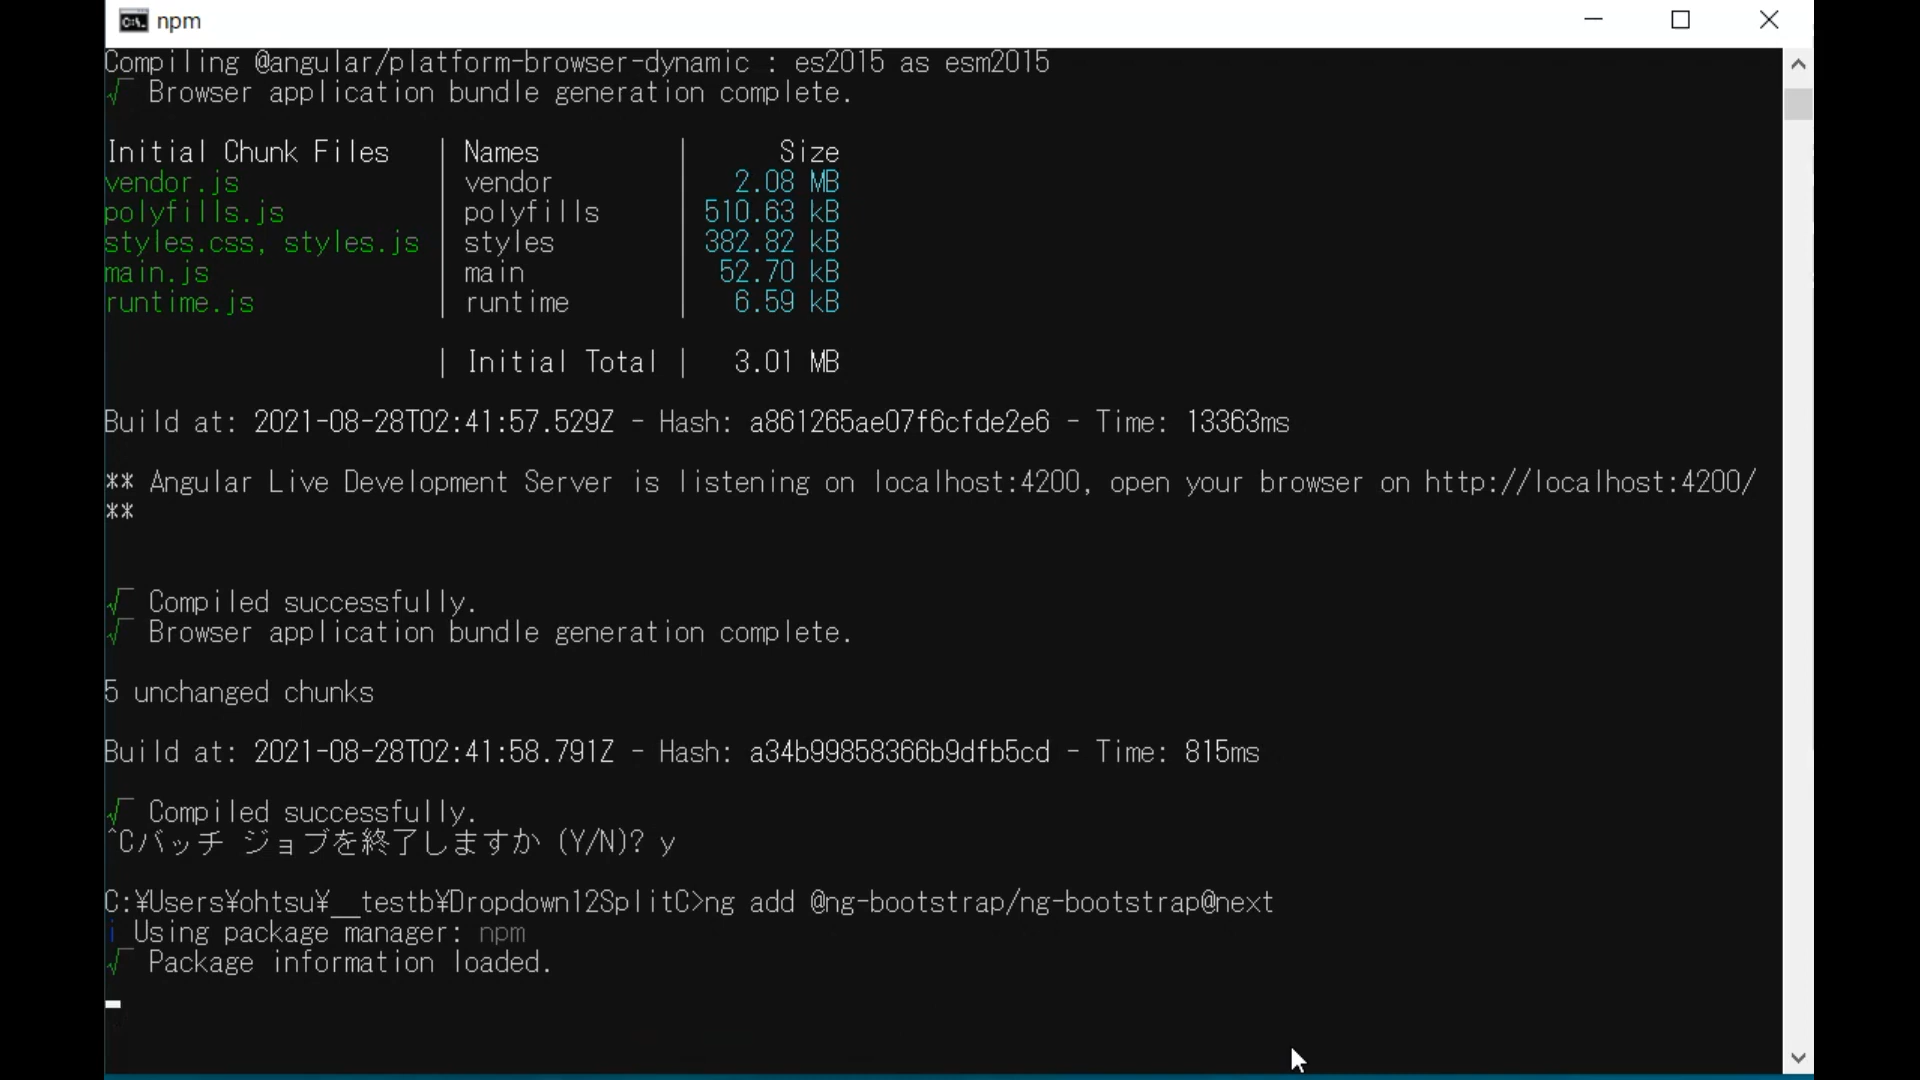 npm
Compiling @angular/platform-browser-dynamic : es2015 as esm2015
√ Browser application bundle generation complete.
Initial Chunk Files | Names | Size
vendor.js | vendor | 2.08 MB
polyfills.js | polyfills | 510.63 kB
styles.css, styles.js | styles | 382.82 kB
main.js | main | 52.70 kB
runtime.js | runtime | 6.59 kB
| Initial Total | 3.01 MB
Build at: 2021-08-28T02:41:57.529Z - Hash: a861265ae07f6cfde2e6 - Time: 13363ms
** Angular Live Development Server is listening on localhost:4200, open your browser on http://localhost:4200/
**
√ Compiled successfully.
√ Browser application bundle generation complete.
5 unchanged chunks
Build at: 2021-08-28T02:41:58.791Z - Hash: a34b99858366b9dfb5cd - Time: 815ms
√ Compiled successfully.
^Cバッチ ジョブを終了しますか (Y/N)? y
C:¥Users¥ohtsu¥__testb¥Dropdown12SplitC>ng add @ng-bootstrap/ng-bootstrap@next
i Using package manager: npm
√ Package information loaded.